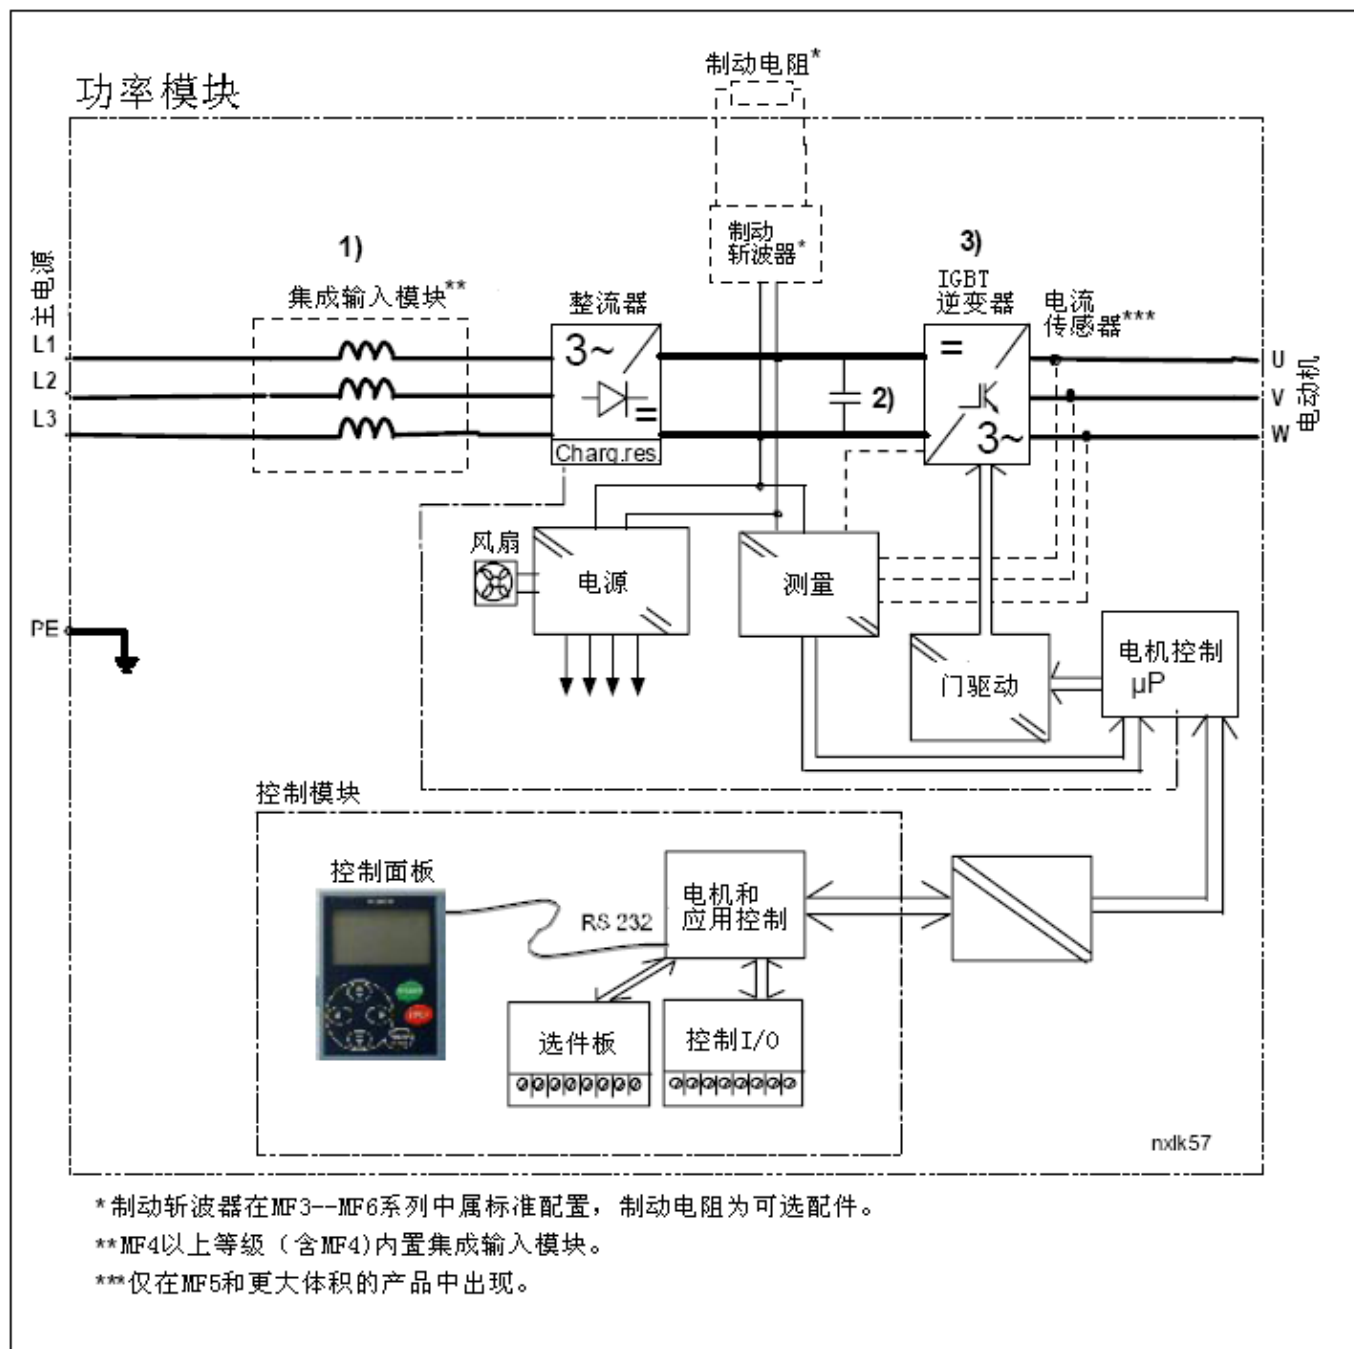 制动电阻*
功率模块
制动
斩波器*
1)
3)
主电源
集成输入模块**
整流器
IGBT
逆变器
电流
传感器***
L1
L2
L3
3~
=
Charg.res.
2)
=
3~
U
V
W
电动机
风扇
电源
测量
PE
门驱动
电机控制
µP
控制模块
控制面板
RS 232
电机和
应用控制
选件板
控制I/O
nxlk57
*制动斩波器在MF3--MF6系列中属标准配置，制动电阻为可选配件。
**MF4以上等级（含MF4)内置集成输入模块。
***仅在MF5和更大体积的产品中出现。